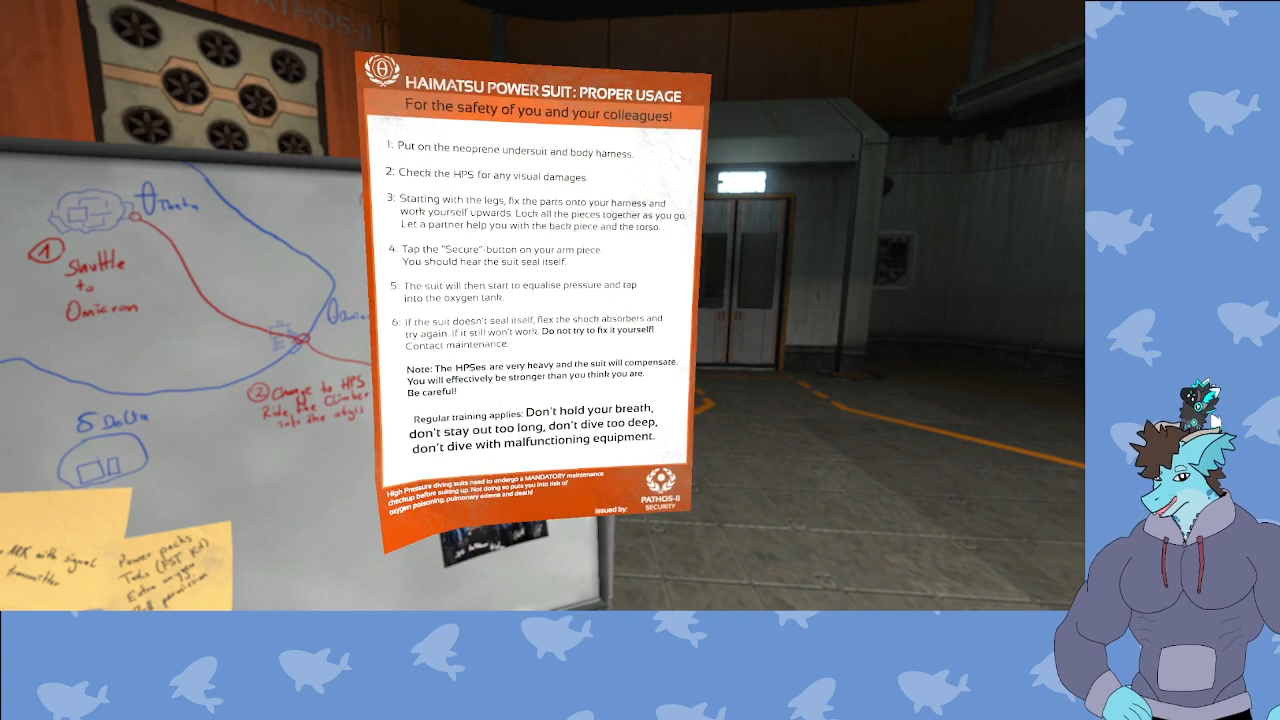 PATHOS-II
HAIMATSU POWER SUIT: PROPER USAGE
For the safety of you and your colleagues!
1: Put on the neoprene undersuit and body harness.
2: Check the HPS for any visual damages.
3: Starting with the legs, fix the parts onto your harness and
work yourself upwards. Lock all the pieces together as you go.
Let a partner help you with the back piece and the torso.
4: Tap the "Secure"-button on your arm piece.
You should hear the suit seal itself.
5: The suit will then start to equalise pressure and tap
into the oxygen tank.
6: If the suit doesn't seal itself, flex the shock absorbers and
try again. If it still won't work. Do not try to fix it yourself!
Contact maintenance.
Note: The HPSes are very heavy and the suit will compensate.
You will effectively be stronger than you think you are.
Be careful!
Regular training applies: Don't hold your breath,
don't stay out too long, don't dive too deep,
don't dive with malfunctioning equipment.
High Pressure diving suits need to undergo a MANDATORY maintenance
checkup before suiting up. Not doing so puts you into risk of
oxygen poisoning, pulmonary edema and death!
Issued by:
PATHOS-II
SECURITY
θ Theta
1
Shuttle
to
Omicron
2 Change to HPS
Ride the Climber
into the abyss
δ Delta
with signal
Power packs
Extra oxygen
permission